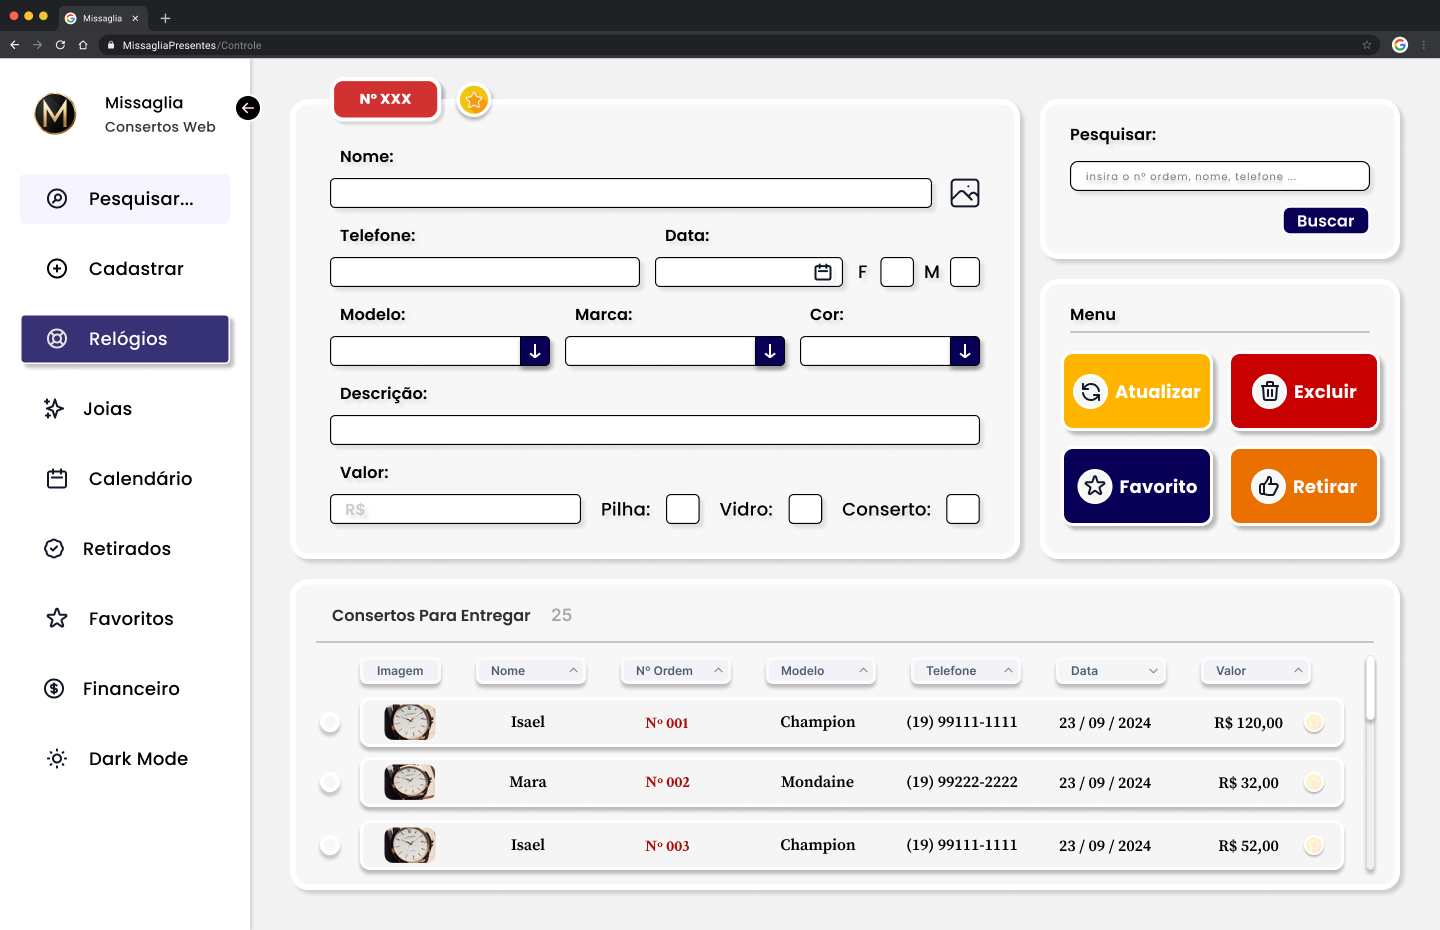 Missaglia
MissagliaPresentes/Controle
M
Missaglia
Consertos Web
Pesquisar...
Cadastrar
Relógios
Joias
Calendário
Retirados
Favoritos
Financeiro
Dark Mode
Nº XXX
Nome:
Telefone:
Data:
F
M
Modelo:
Marca:
Cor:
Descrição:
Valor:
R$
Pilha:
Vidro:
Conserto:
Pesquisar:
insira o nº ordem, nome, telefone ...
Buscar
Menu
Atualizar
Excluir
Favorito
Retirar
Consertos Para Entregar 25
Imagem Nome Nº Ordem Modelo Telefone Data Valor
Isael Nº 001 Champion (19) 99111-1111 23 / 09 / 2024 R$ 120,00
Mara Nº 002 Mondaine (19) 99222-2222 23 / 09 / 2024 R$ 32,00
Isael Nº 003 Champion (19) 99111-1111 23 / 09 / 2024 R$ 52,00